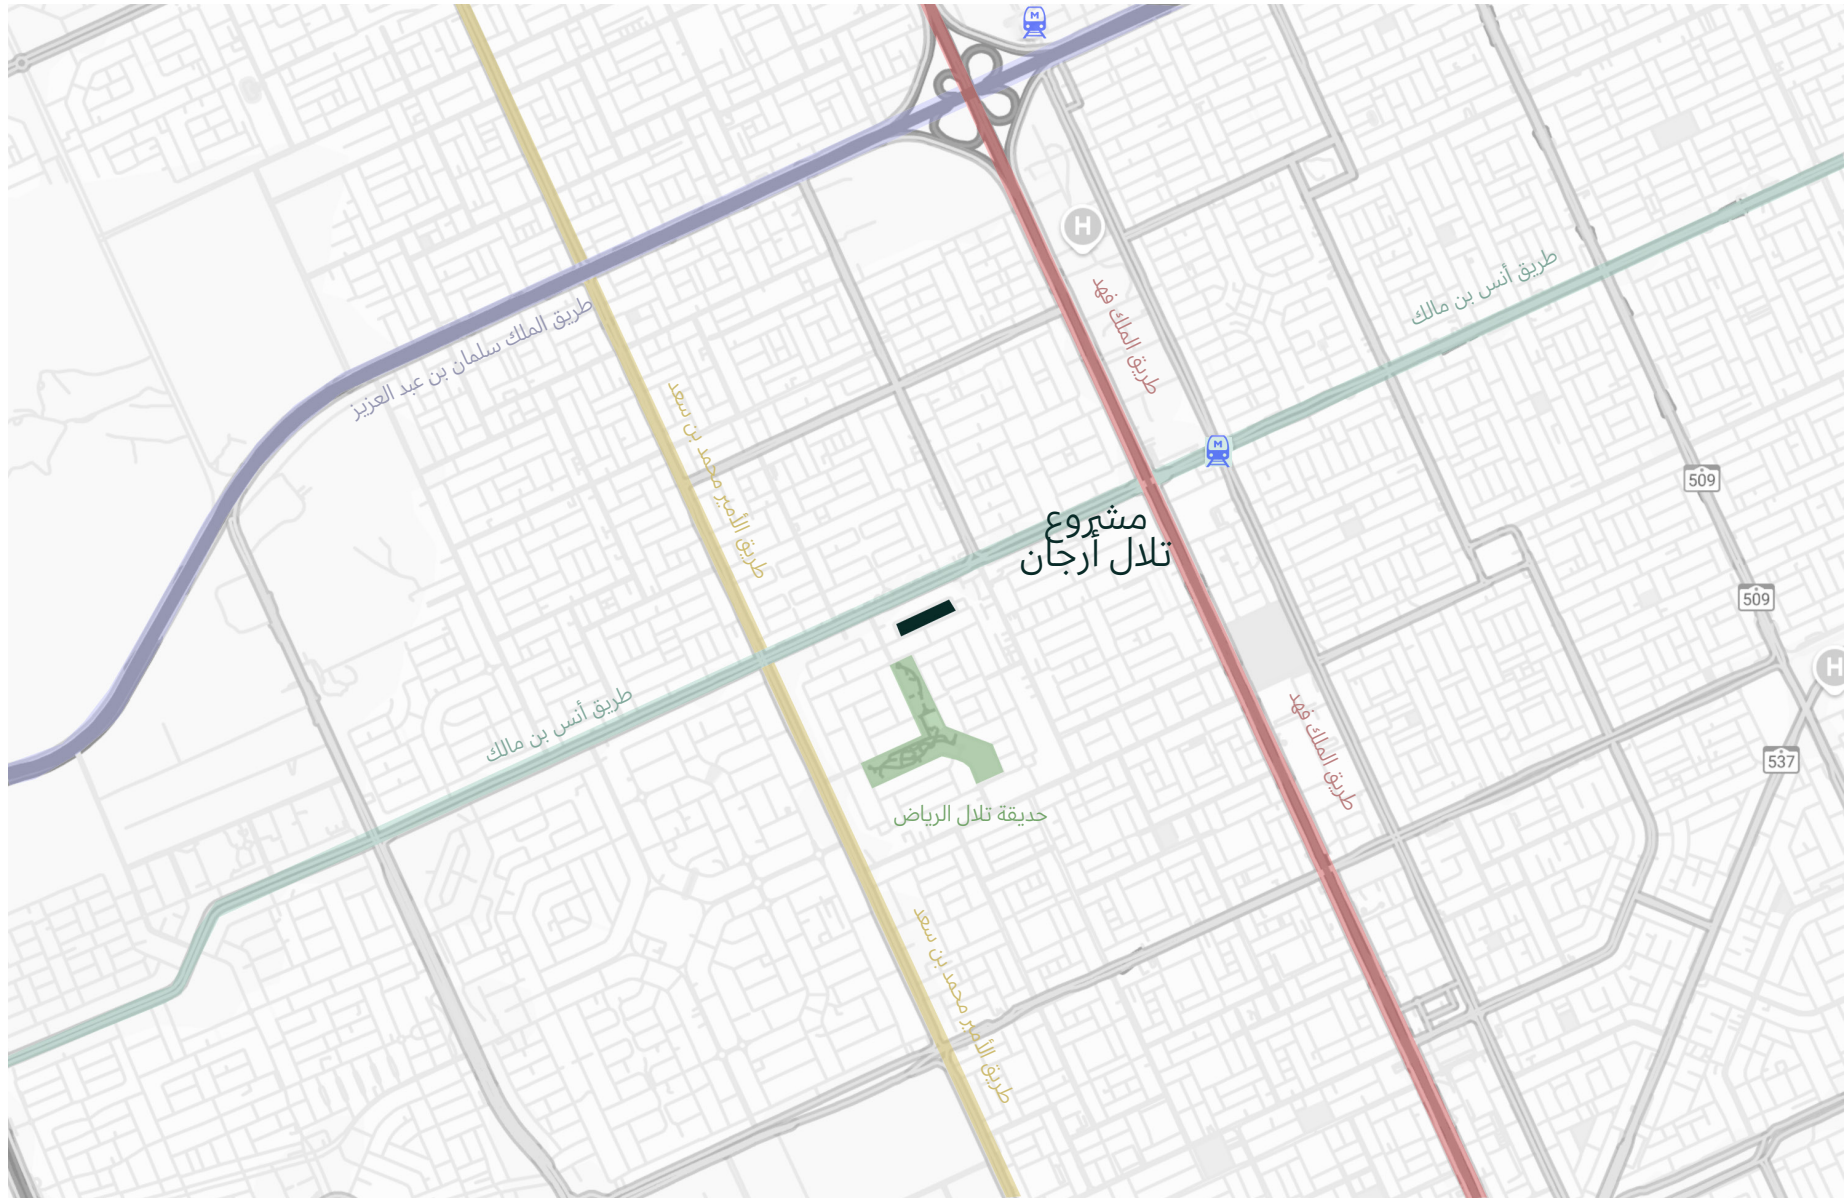 M
H
طريق أنس بن مالك
طريق الملك فهد
طريق الملك سلمان بن عبد العزيز
طريق الأمير محمد بن سعد
M
509
مشروع
تلال أرجان
509
H
طريق أنس بن مالك
طريق الملك فهد
537
حديقة تلال الرياض
طريق الأمير محمد بن سعد